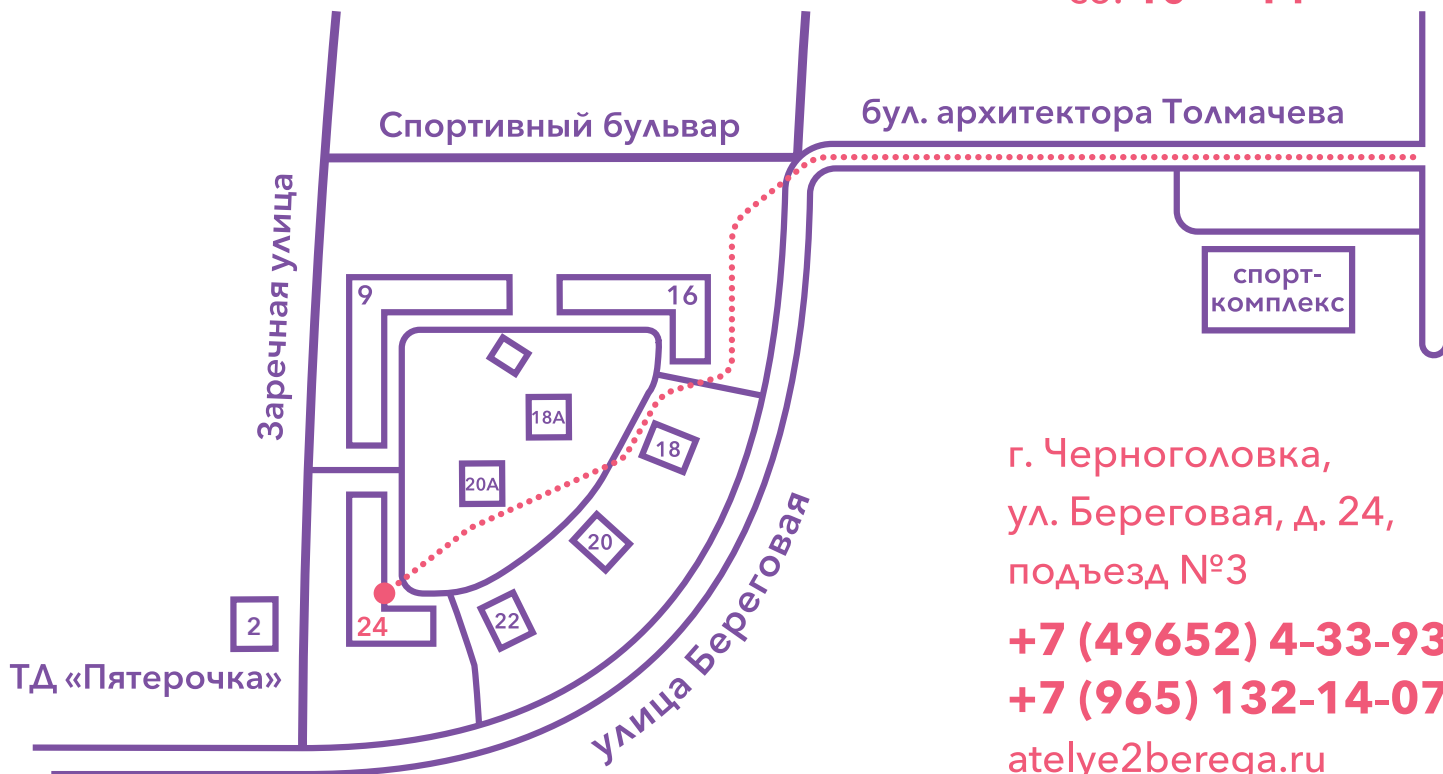 Спортивный бульвар
бул. архитектора Толмачева
Заречная улица
9
16
спорт-
комплекс
18А
18
20А
20
2
24
22
ТД «Пятерочка»
улица Береговая
г. Черноголовка,
ул. Береговая, д. 24,
подъезд №3
+7 (49652) 4-33-93
+7 (965) 132-14-07
atelye2berega.ru